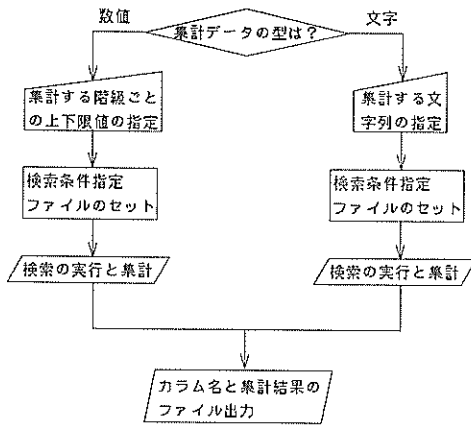 数値
文字
集計データの型は？
集計する階級ごと
の上下限値の指定
集計する文
字列の指定
検索条件指定
ファイルのセット
検索条件指定
ファイルのセット
検索の実行と集計
検索の実行と集計
カラム名と集計結果の
ファイル出力